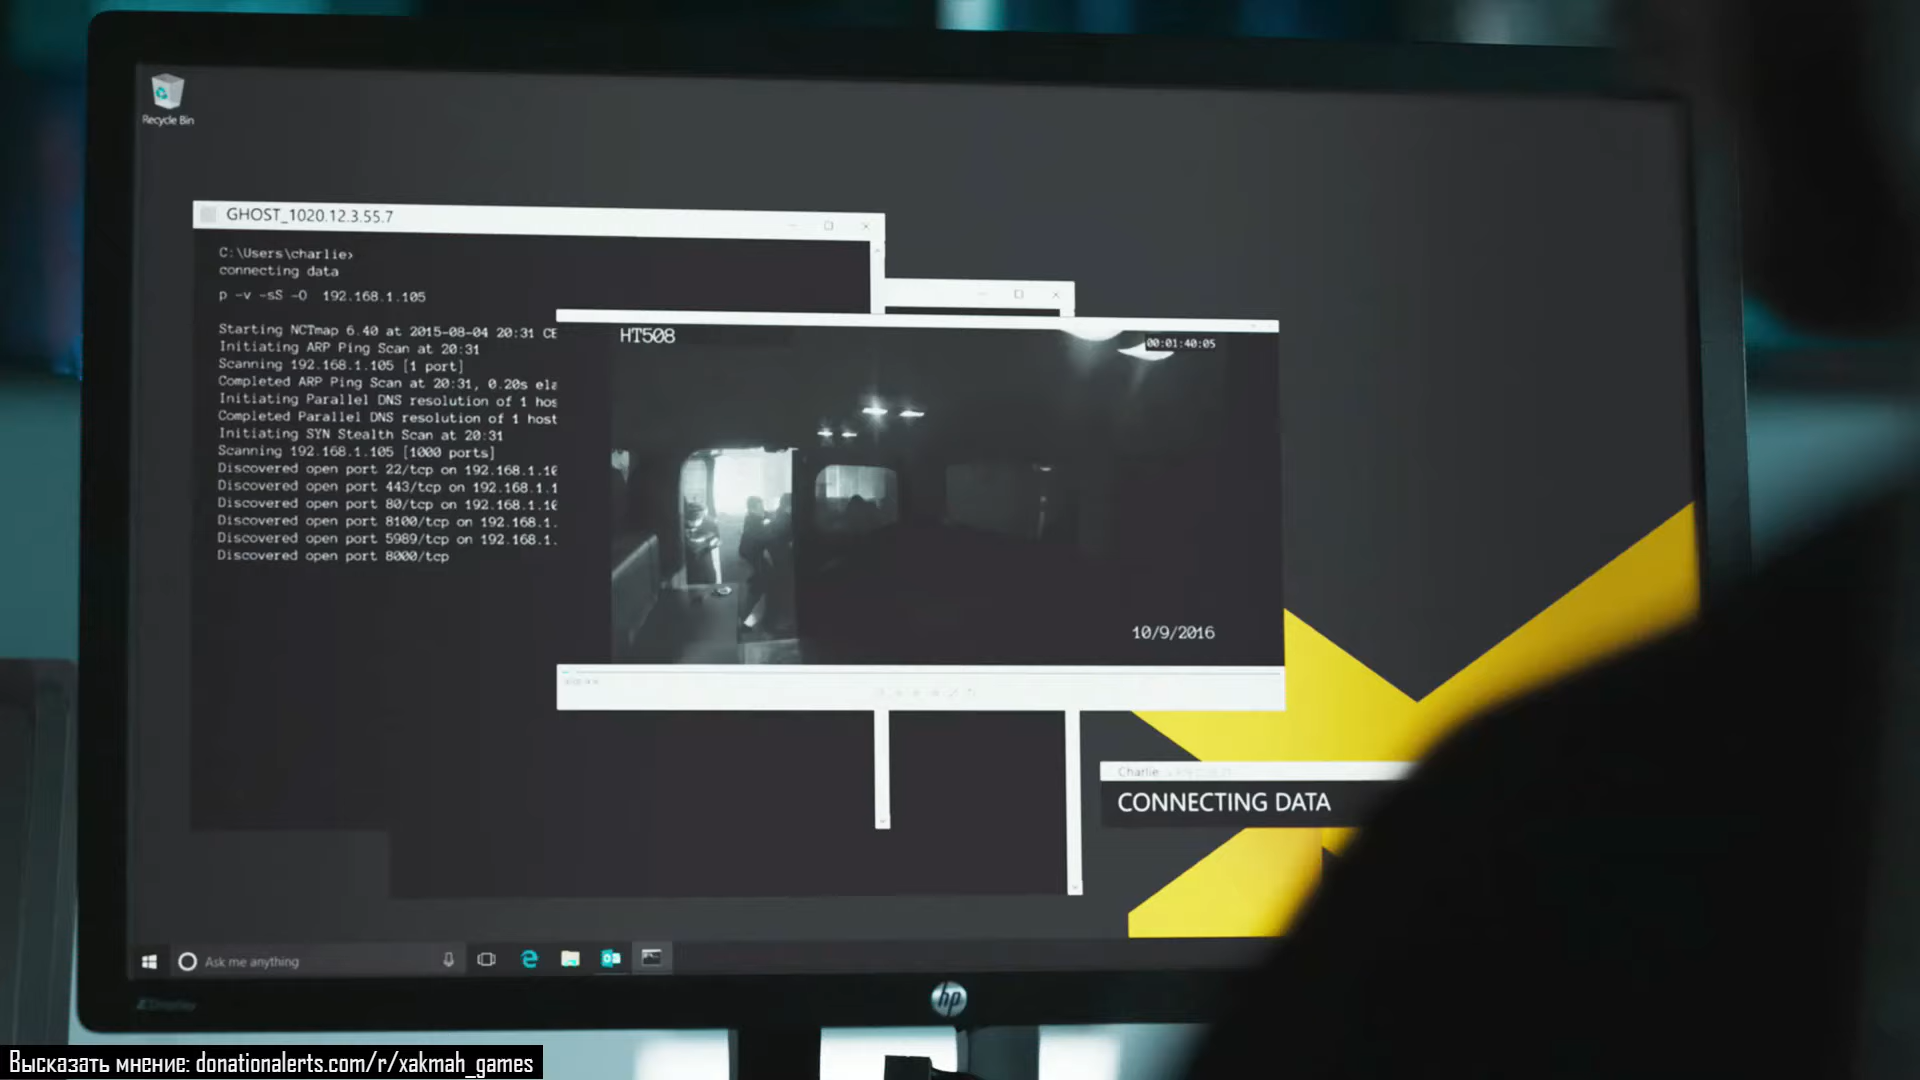 Recycle Bin
GHOST_1020.12.3.55.7
C:\Users\charlie>
connecting data
p -v -sS -O 192.168.1.105
Starting NCTmap 6.40 at 2015-08-04 20:31 CE
Initiating ARP Ping Scan at 20:31
Scanning 192.168.1.105 [1 port]
Completed ARP Ping Scan at 20:31, 0.20s ela
Initiating Parallel DNS resolution of 1 hos
Completed Parallel DNS resolution of 1 host
Initiating SYN Stealth Scan at 20:31
Scanning 192.168.1.105 [1000 ports]
Discovered open port 22/tcp on 192.168.1.10
Discovered open port 443/tcp on 192.168.1.1
Discovered open port 80/tcp on 192.168.1.10
Discovered open port 8100/tcp on 192.168.1.
Discovered open port 5989/tcp on 192.168.1.
Discovered open port 8000/tcp
HT508
00:01:40:05
10/9/2016
Charlie
CONNECTING DATA
Ask me anything
hp
Высказать мнение: donationalerts.com/r/xakmah_games